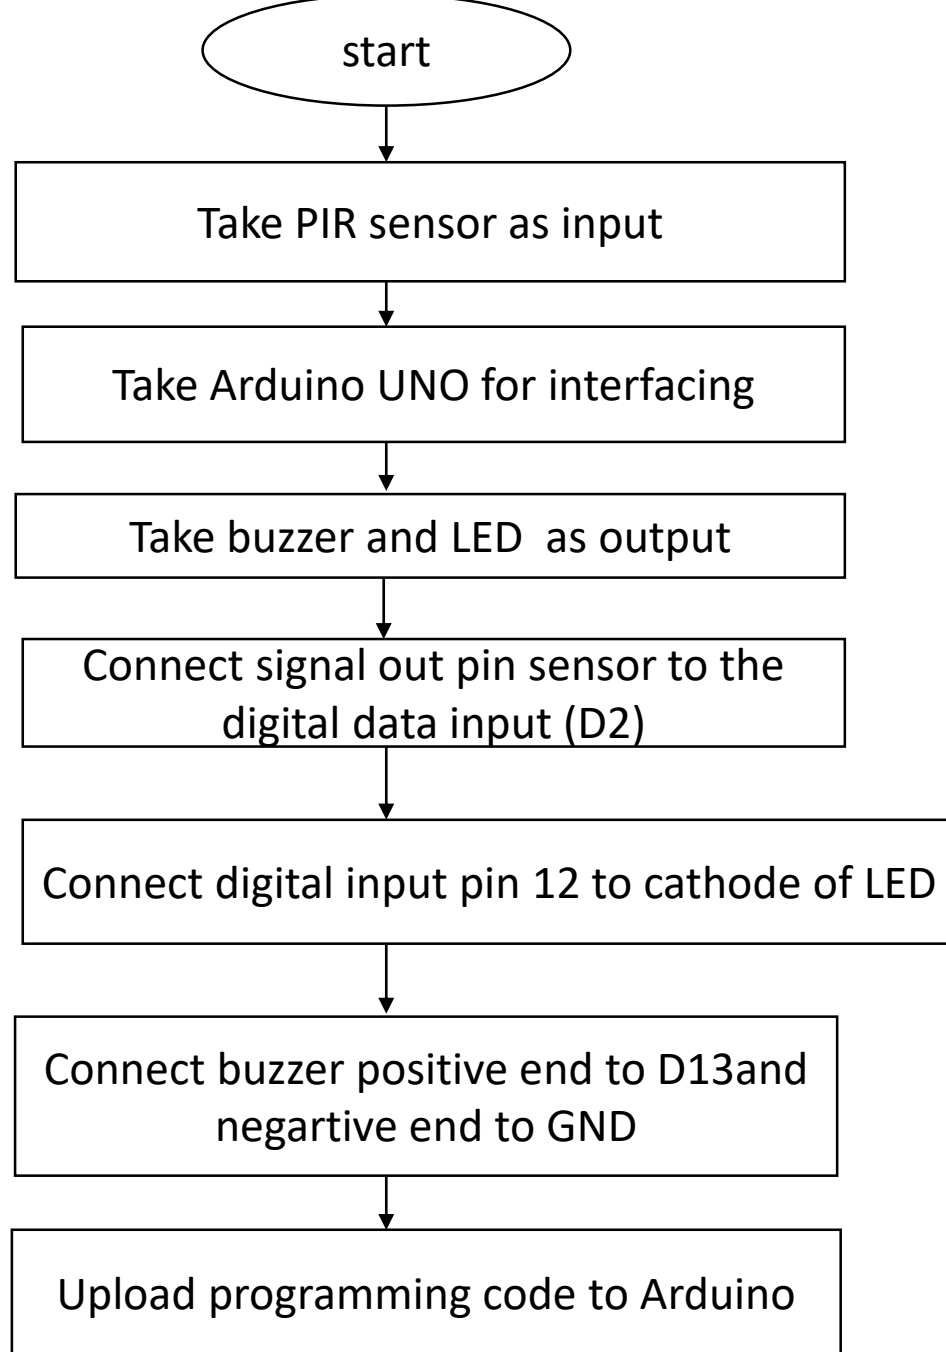 start
Take PIR sensor as input
Take Arduino UNO for interfacing
Take buzzer and LED  as output
Connect signal out pin sensor to the
digital data input (D2)
Connect digital input pin 12 to cathode of LED
Connect buzzer positive end to D13and
negartive end to GND
Upload programming code to Arduino